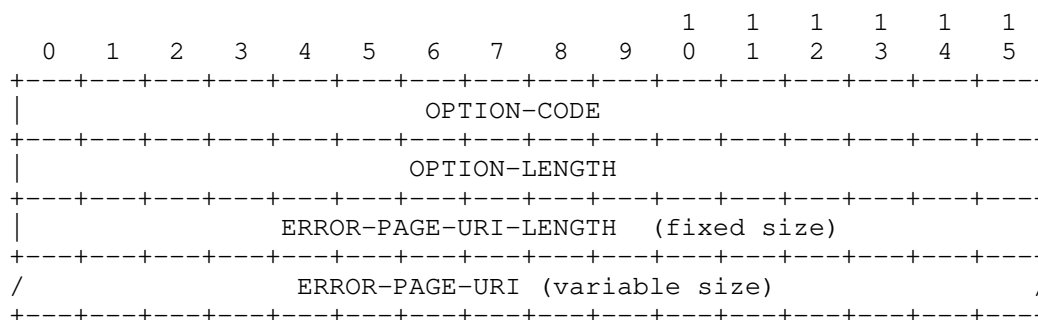 1   1   1   1   1   1
  0   1   2   3   4   5   6   7   8   9   0   1   2   3   4   5
+---+---+---+---+---+---+---+---+---+---+---+---+---+---+---+---
|                         OPTION-CODE
+---+---+---+---+---+---+---+---+---+---+---+---+---+---+---+---
|                        OPTION-LENGTH
+---+---+---+---+---+---+---+---+---+---+---+---+---+---+---+---
|                ERROR-PAGE-URI-LENGTH  (fixed size)
+---+---+---+---+---+---+---+---+---+---+---+---+---+---+---+---
/                 ERROR-PAGE-URI (variable size)                /
+---+---+---+---+---+---+---+---+---+---+---+---+---+---+---+---